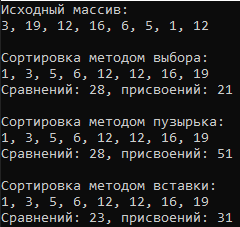 Исходный массив:
3, 19, 12, 16, 6, 5, 1, 12
Сортировка методом выбора:
1, 3, 5, 6, 12, 12, 16, 19
Сравнений: 28, присвоений: 21
Сортировка методом пузырька:
1, 3, 5, 6, 12, 12, 16, 19
Сравнений: 28, присвоений: 51
Сортировка методом вставки:
1, 3, 5, 6, 12, 12, 16, 19
Сравнений: 23, присвоений: 31